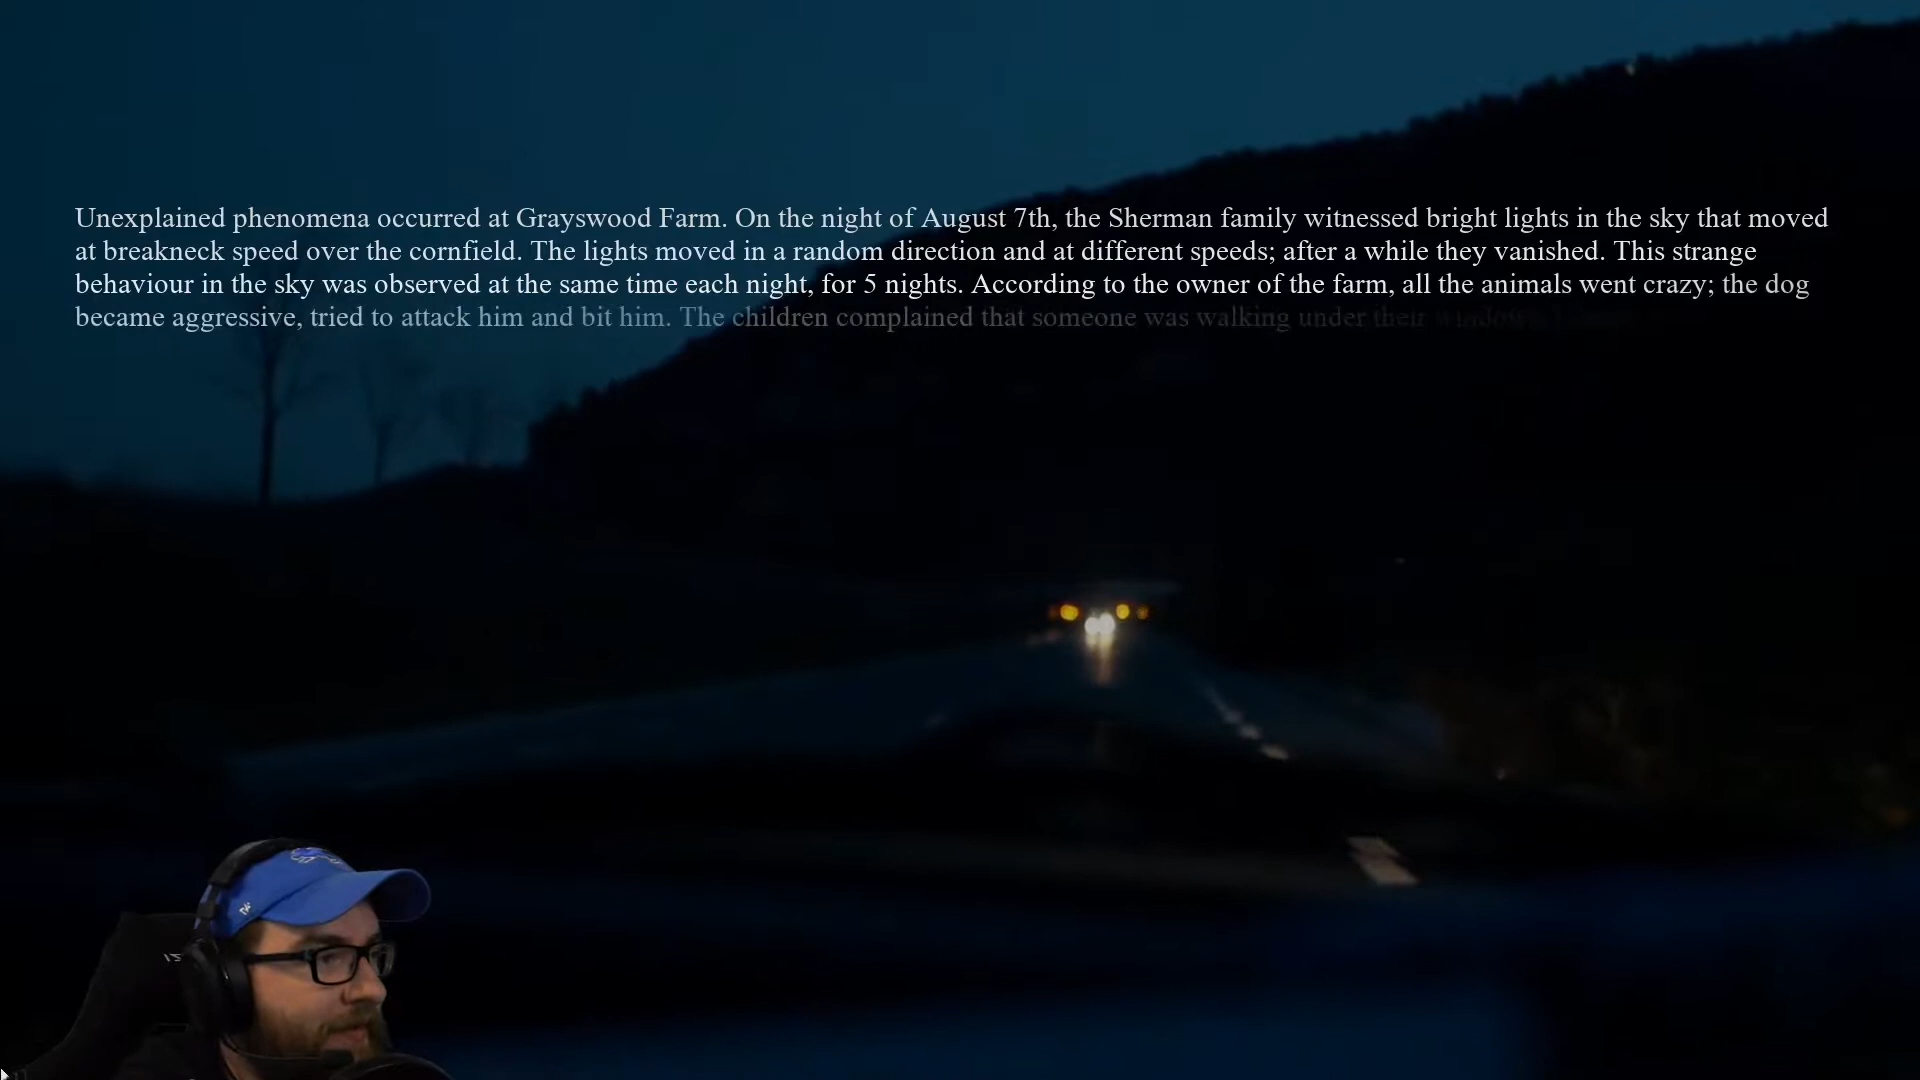 Unexplained phenomena occurred at Grayswood Farm. On the night of August 7th, the Sherman family witnessed bright lights in the sky that moved
at breakneck speed over the cornfield. The lights moved in a random direction and at different speeds; after a while they vanished. This strange
behaviour in the sky was observed at the same time each night, for 5 nights. According to the owner of the farm, all the animals went crazy; the dog
became aggressive, tried to attack him and bit him. The children complained that someone was walking under their